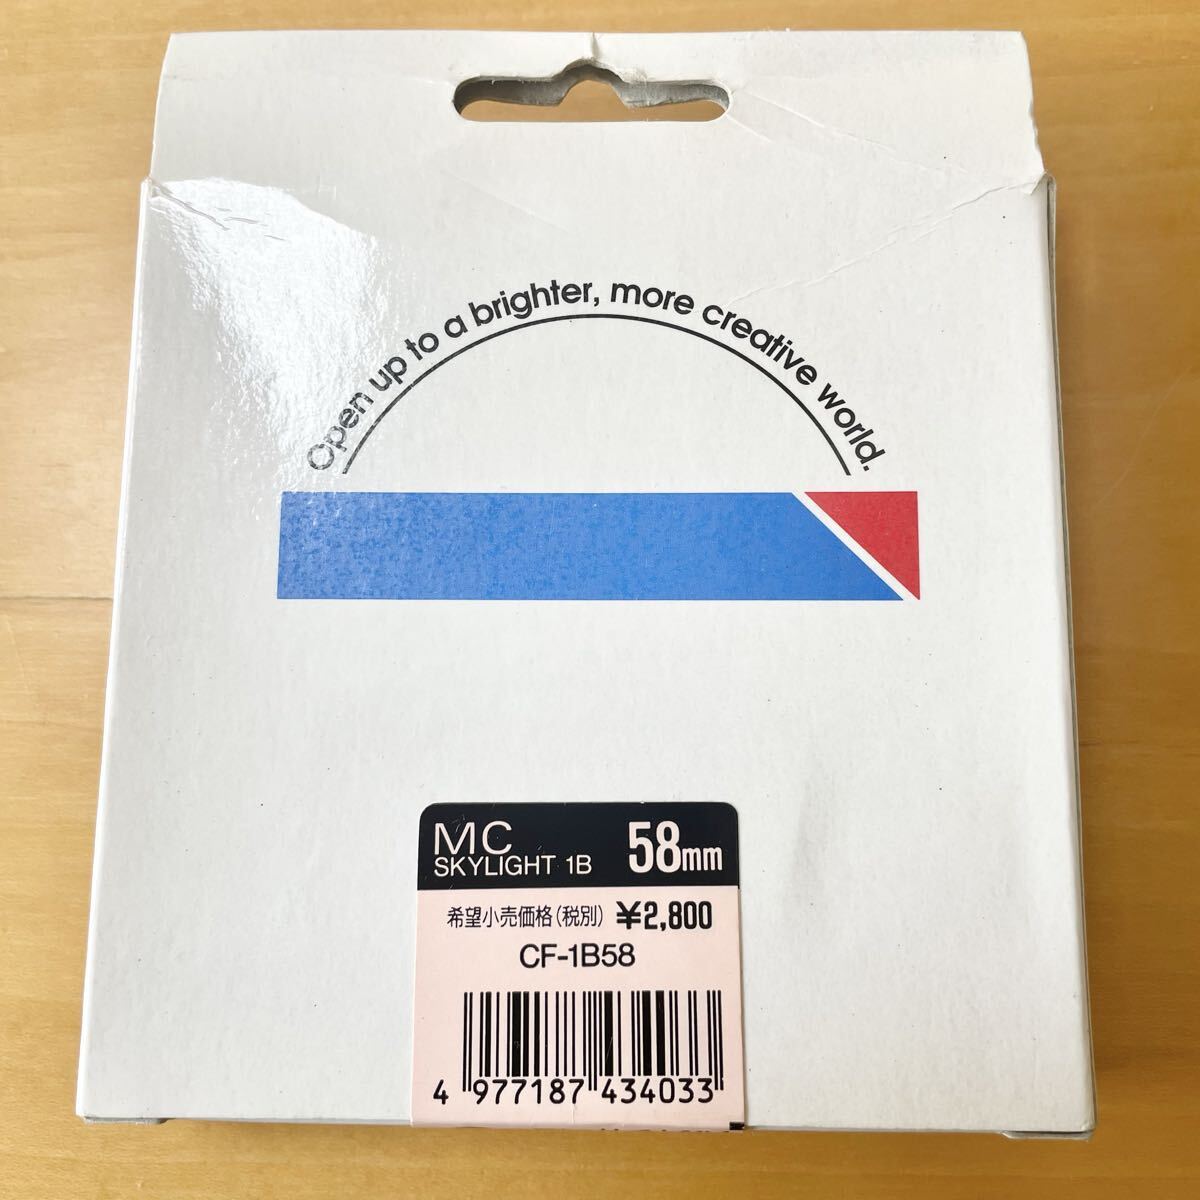 Open up to a brighter, more creative world.
MC
SKYLIGHT 1B 58mm
希望小売価格(税別) ¥2,800
CF-1B58
4 977187 434033